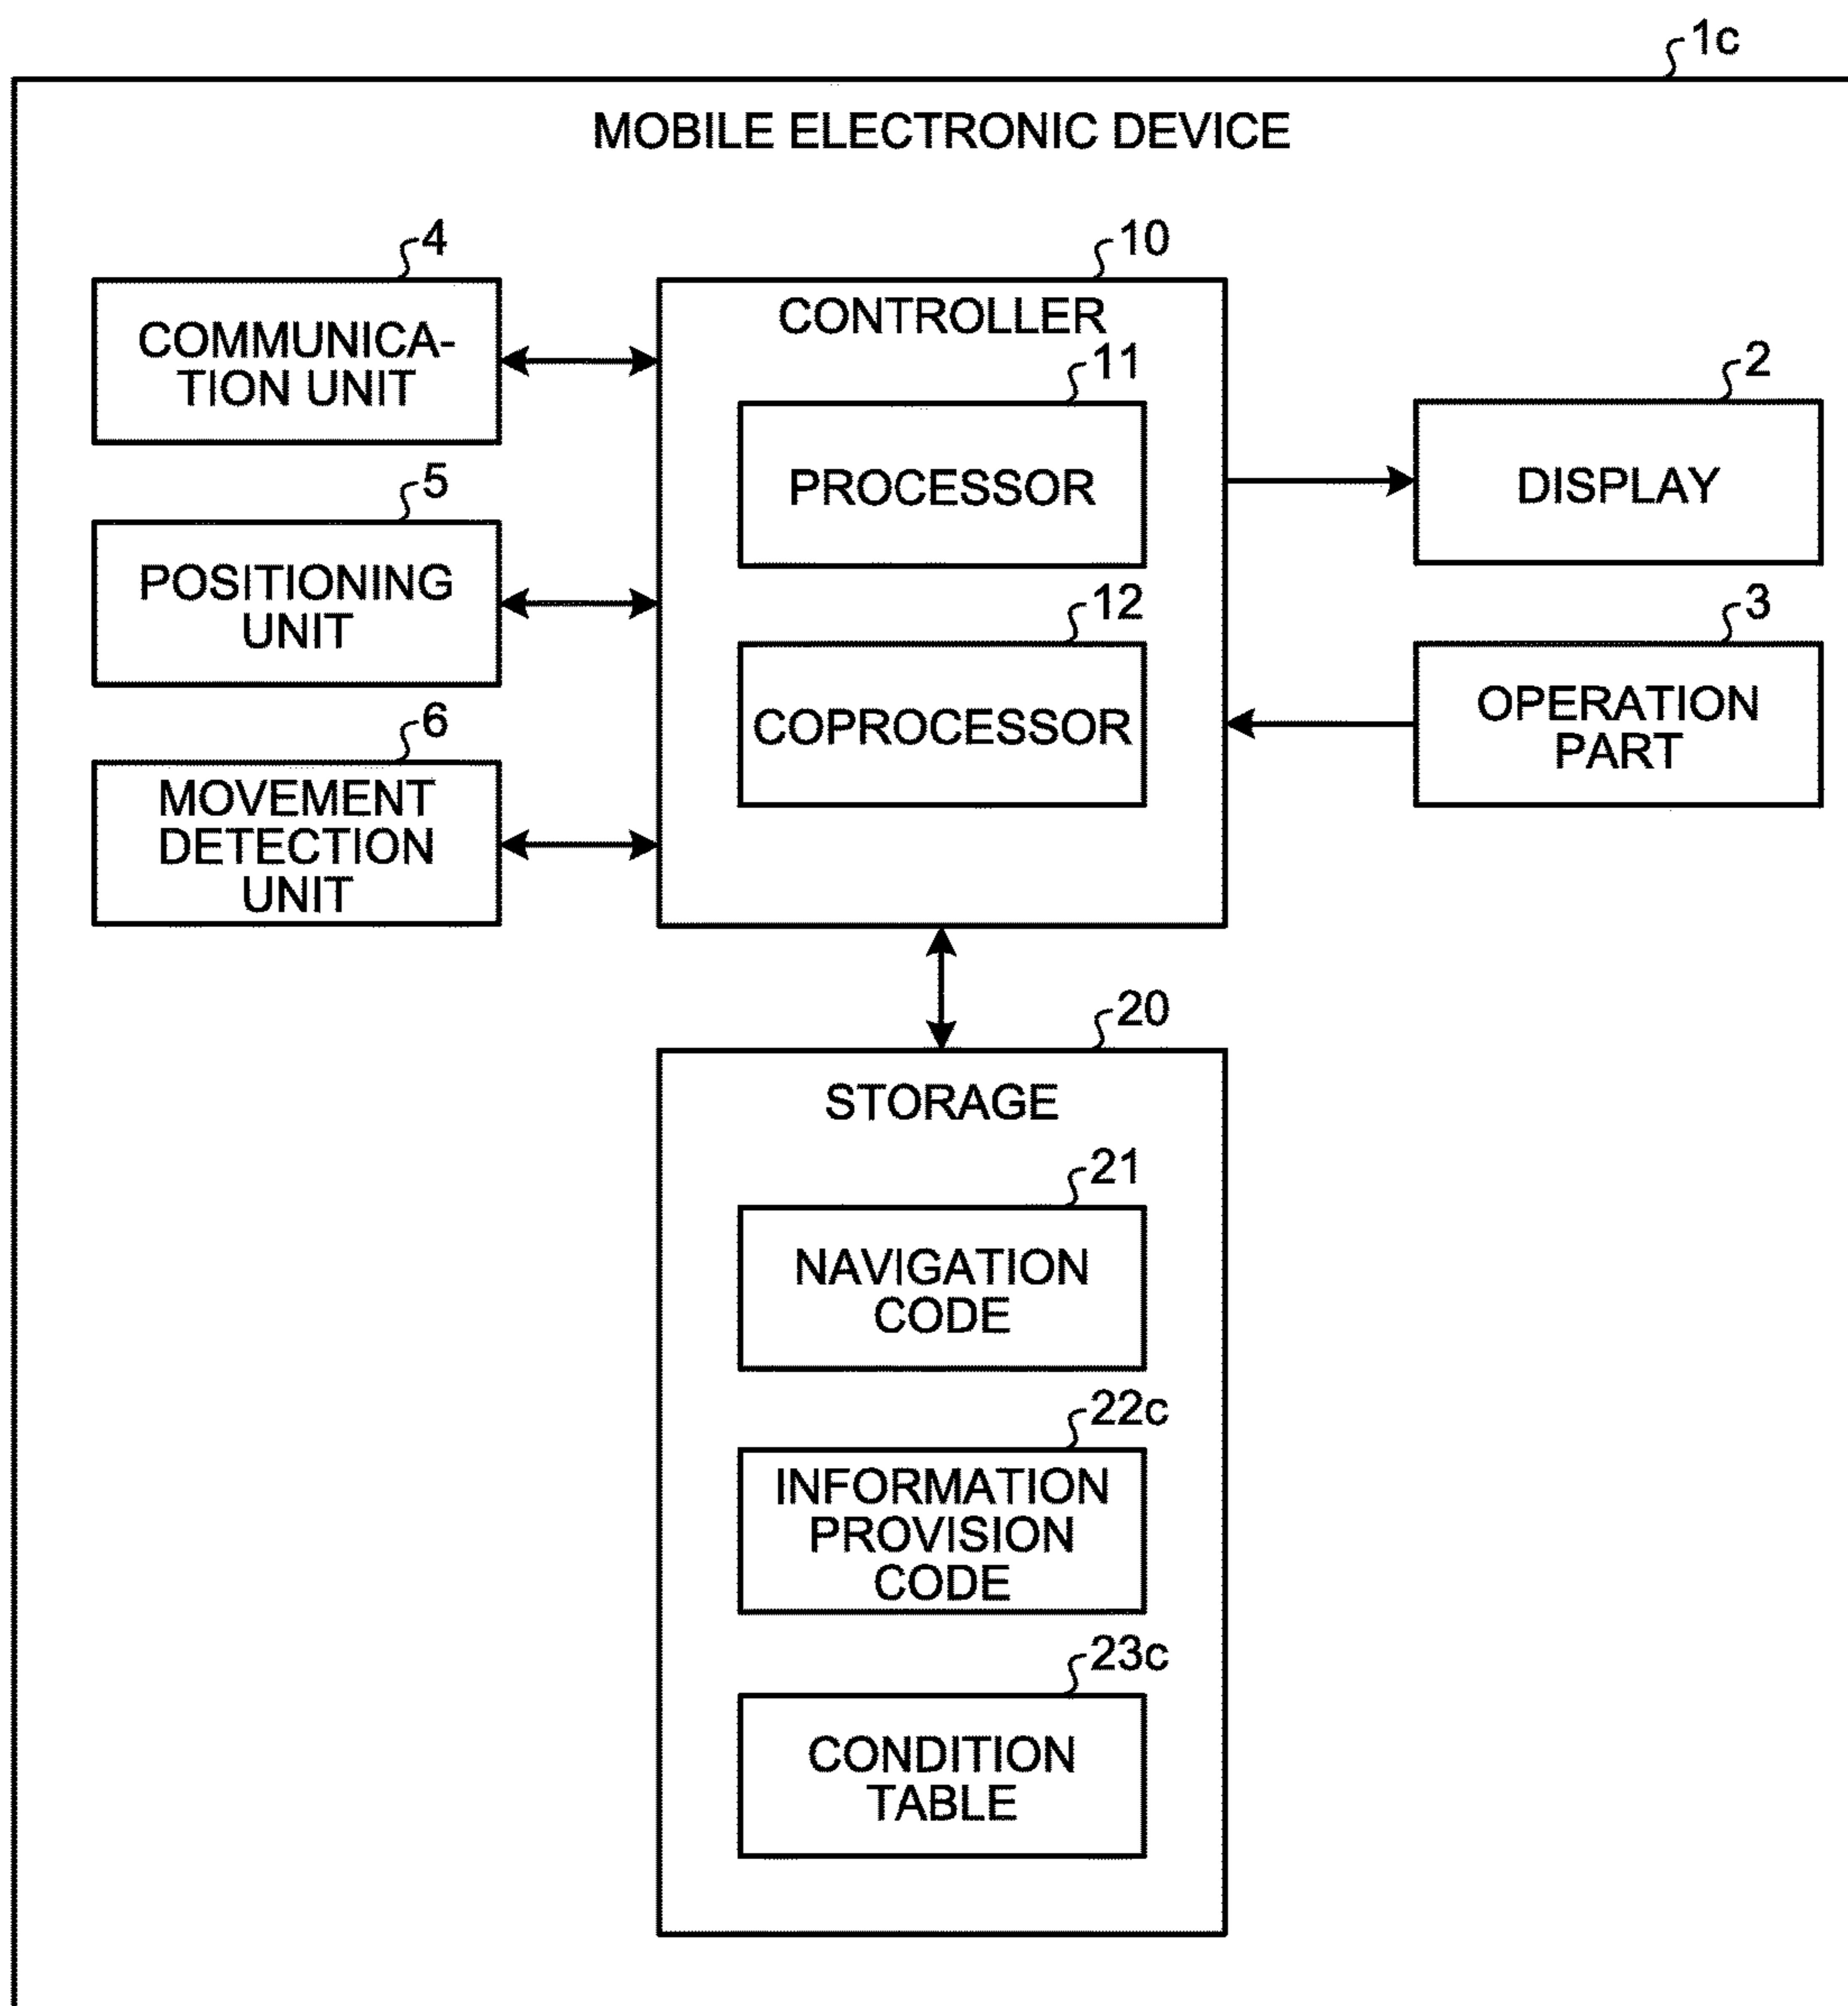 1c
MOBILE ELECTRONIC DEVICE
4
COMMUNICA-
TION UNIT
5
POSITIONING
UNIT
6
MOVEMENT
DETECTION
UNIT
10
CONTROLLER
11
PROCESSOR
12
COPROCESSOR
2
DISPLAY
3
OPERATION
PART
20
STORAGE
21
NAVIGATION
CODE
22c
INFORMATION
PROVISION
CODE
23c
CONDITION
TABLE